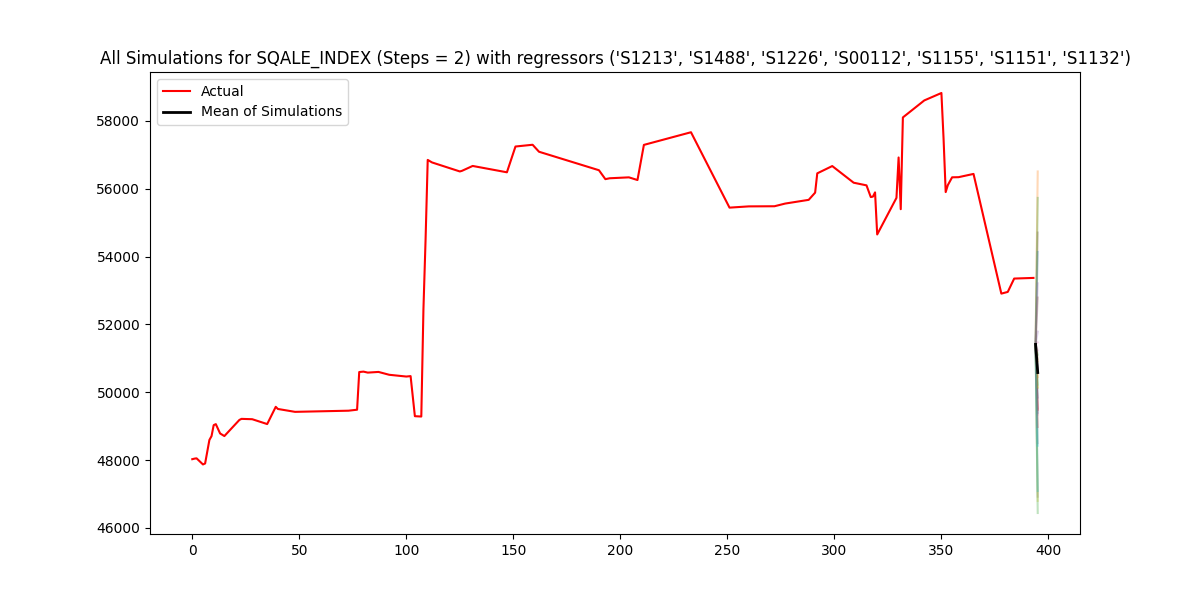 All Simulations for SQALE_INDEX (Steps = 2) with regressors ('S1213', 'S1488', 'S1226', 'S00112', 'S1155', 'S1151', 'S1132')
Actual
Mean of Simulations
58000
56000
54000
52000
50000
48000
46000
0 50 100 150 200 250 300 350 400